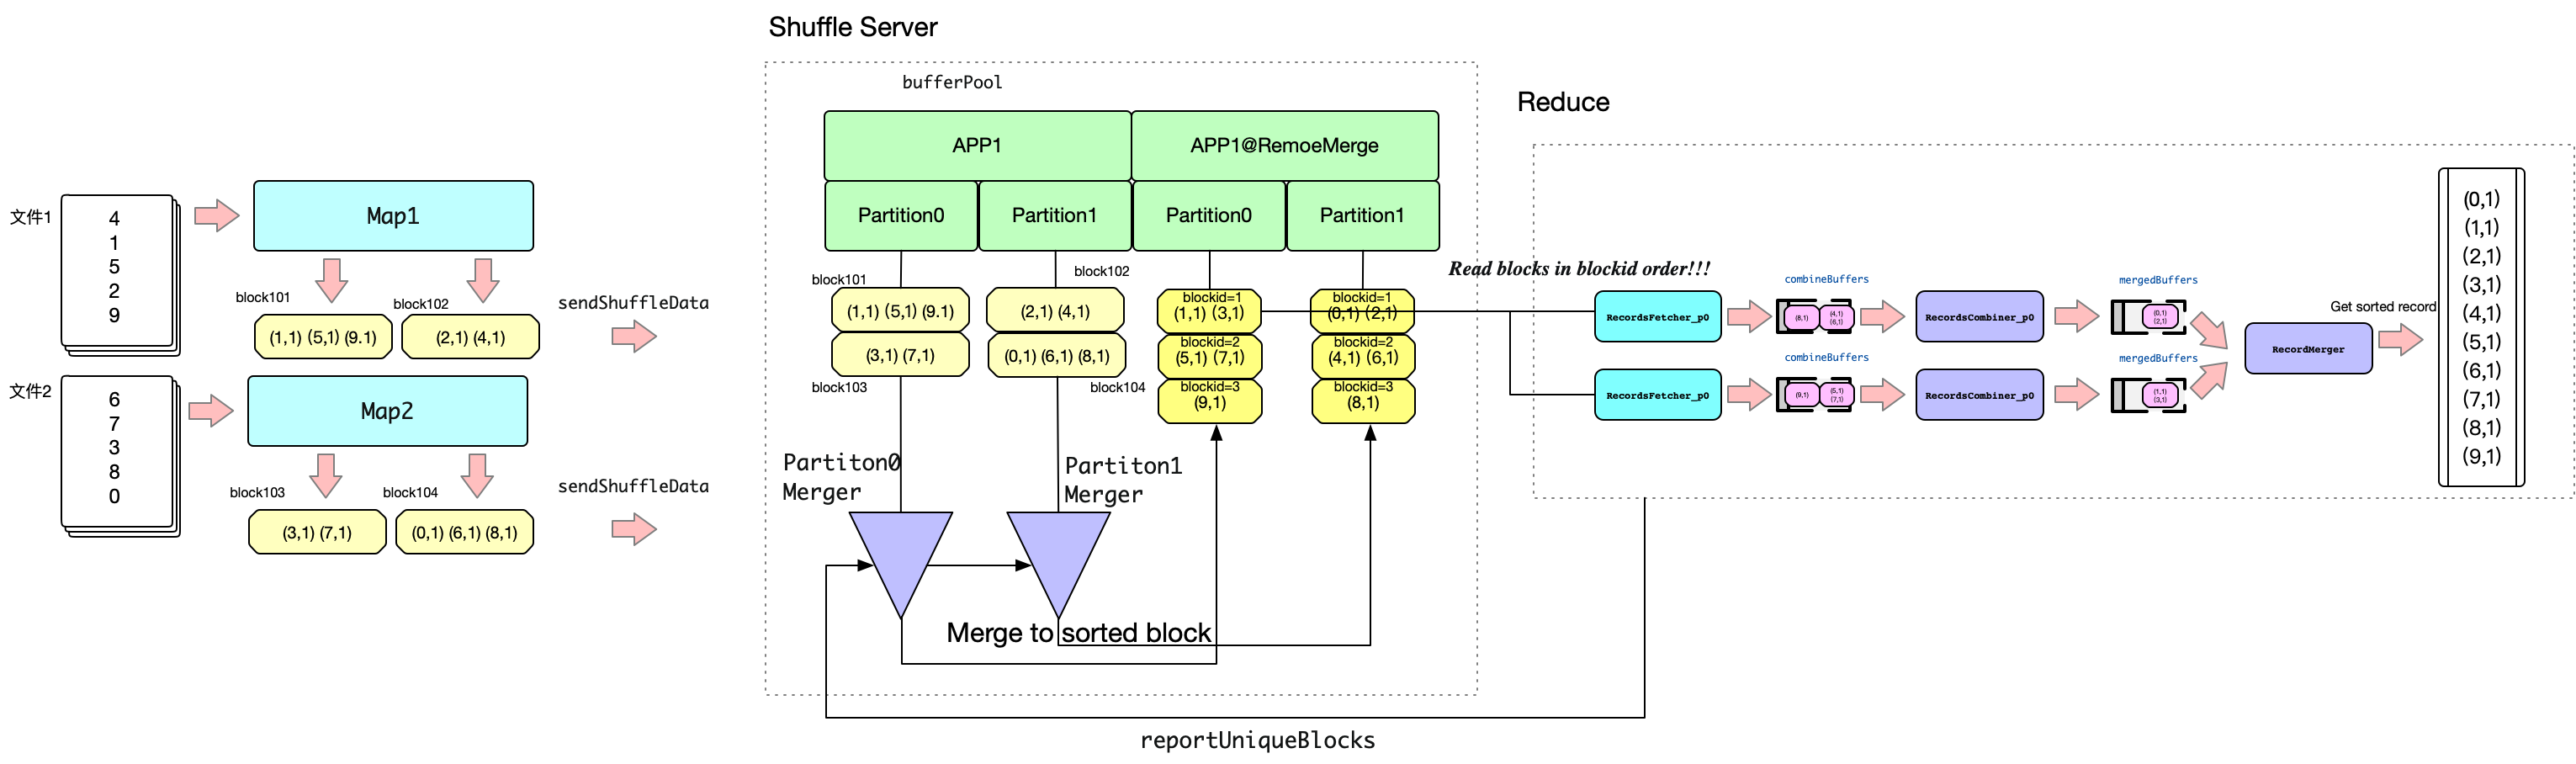 Shuffle Server
bufferPool
APP1
APP1@RemoeMerge
Partition0
Partition1
Partition0
Partition1
文件1
4
1
5
2
9
Map1
block101
block102
(1,1) (5,1) (9.1)
(2,1) (4,1)
sendShuffleData
文件2
6
7
3
8
0
Map2
block103
block104
(3,1) (7,1)
(0,1) (6,1) (8,1)
sendShuffleData
block101
(1,1) (5,1) (9.1)
(3,1) (7,1)
block103
block102
(2,1) (4,1)
(0,1) (6,1) (8,1)
block104
blockid=1
(1,1) (3,1)
blockid=2
(5,1) (7,1)
blockid=3
(9,1)
blockid=1
(0,1) (2,1)
blockid=2
(4,1) (6,1)
blockid=3
(8,1)
Partiton0
Merger
Partiton1
Merger
Merge to sorted block
reportUniqueBlocks
Reduce
Read blocks in blockid order!!!
RecordsFetcher_p0
combineBuffers
(8,1)
(4,1)
(6,1)
RecordsCombiner_p0
mergedBuffers
(0,1)
(2,1)
RecordsFetcher_p0
combineBuffers
(9,1)
(5,1)
(7,1)
RecordsCombiner_p0
mergedBuffers
(1,1)
(3,1)
RecordMerger
Get sorted record
(0,1)
(1,1)
(2,1)
(3,1)
(4,1)
(5,1)
(6,1)
(7,1)
(8,1)
(9,1)